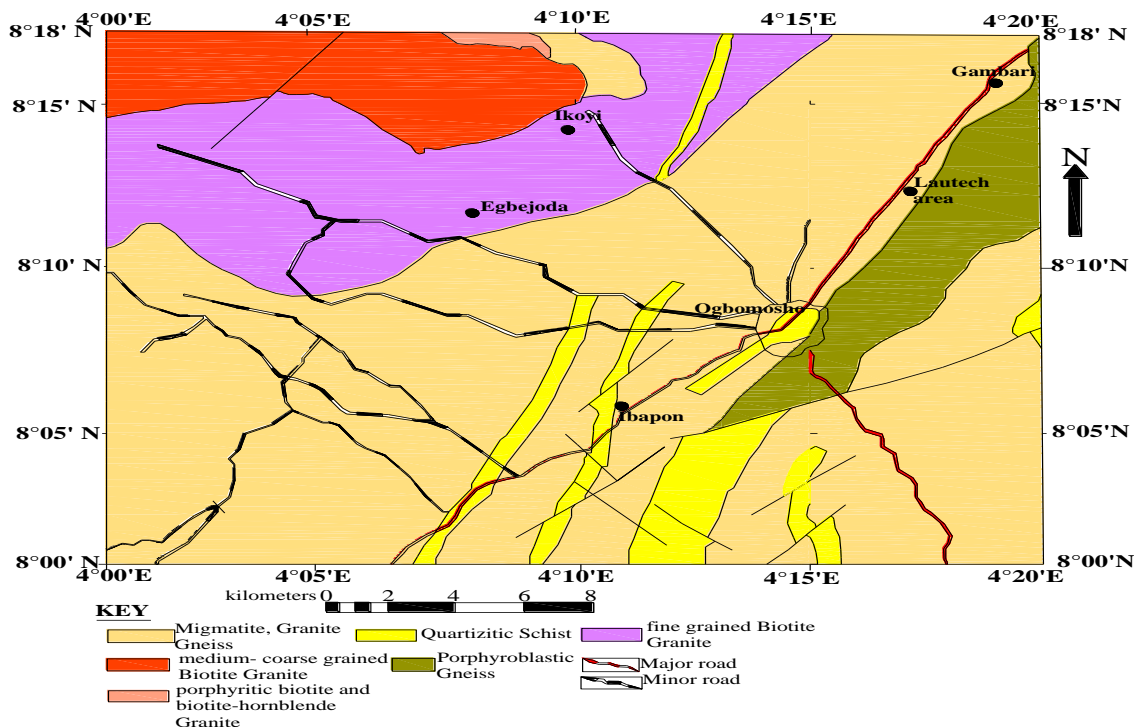 4°00'E 4°05'E 4°10'E 4°15'E 4°20'E
8°18' N 8°18' N
Gambari
8°15' N 8°15' N
Ikoyi
N
Lautech
area
Egbejoda
8°10' N 8°10' N
Ogbomosho
Ibapon
8°05' N 8°05' N
8°00' N 8°00'N
4°00'E 4°05'E 4°10'E 4°15'E 4°20'E
kilometers 0 2 4 6 8
KEY
Migmatite, Granite
Gneiss
Quartizitic Schist
fine grained Biotite
Granite
medium- coarse grained
Biotite Granite
Porphyroblastic
Gneiss
Major road
Minor road
porphyritic biotite and
biotite-hornblende
Granite